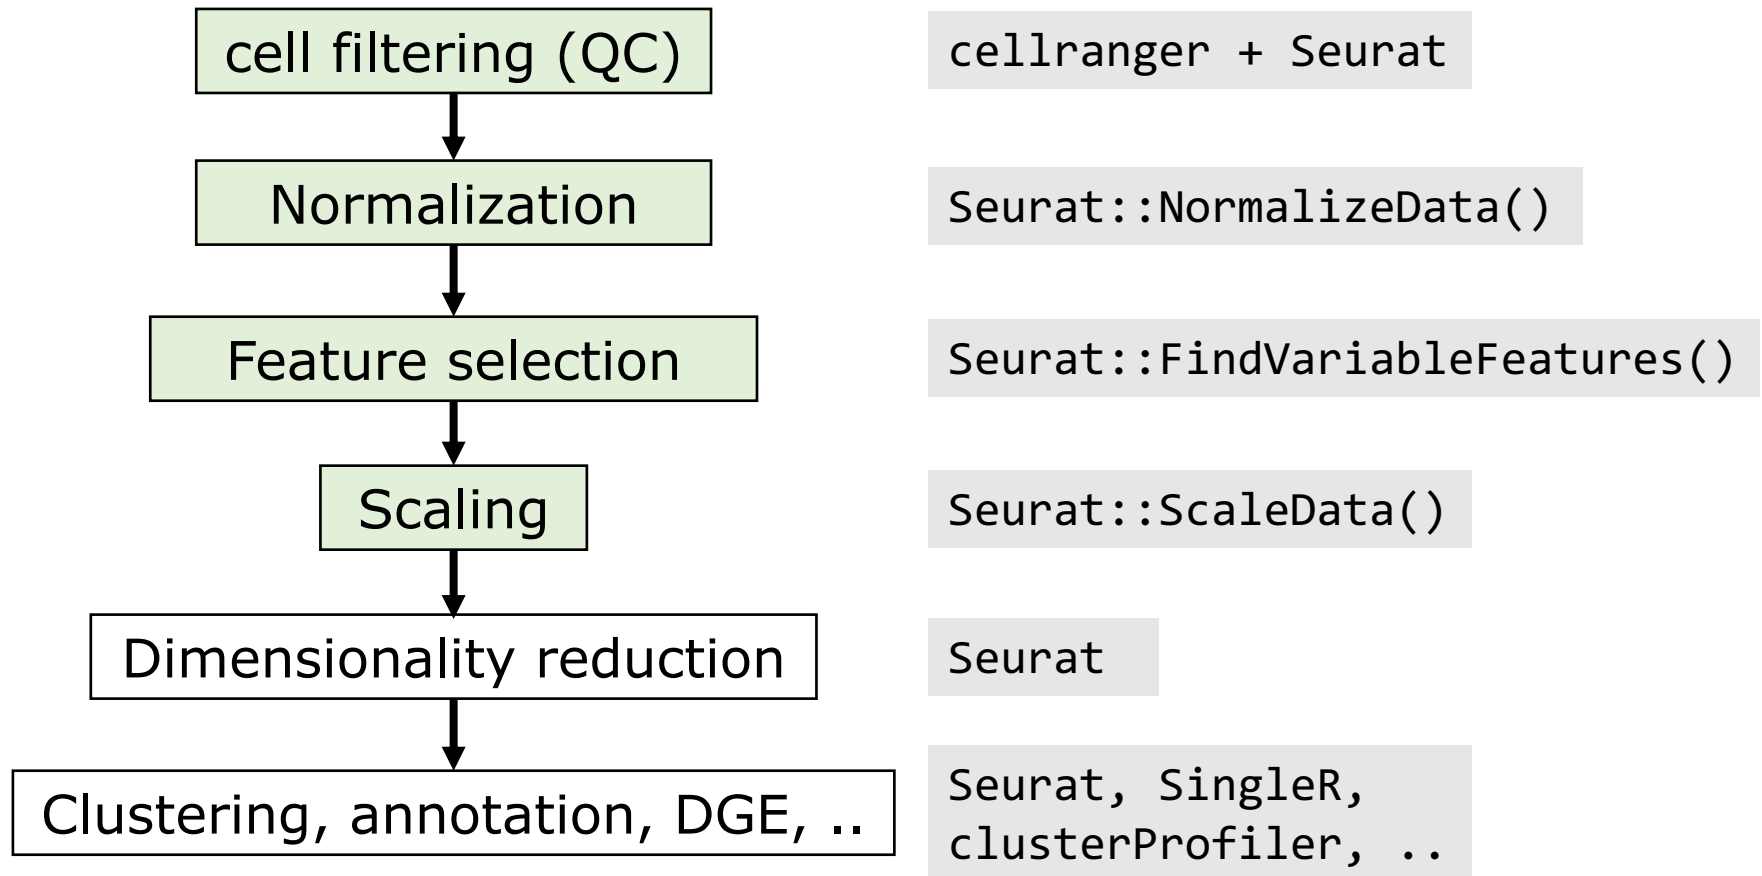 cell filtering (QC)
cellranger + Seurat
Normalization
Seurat::NormalizeData()
Feature selection
Seurat::FindVariableFeatures()
Scaling
Seurat::ScaleData()
Dimensionality reduction
Seurat
Clustering, annotation, DGE, ..
Seurat, SingleR,
clusterProfiler, ..